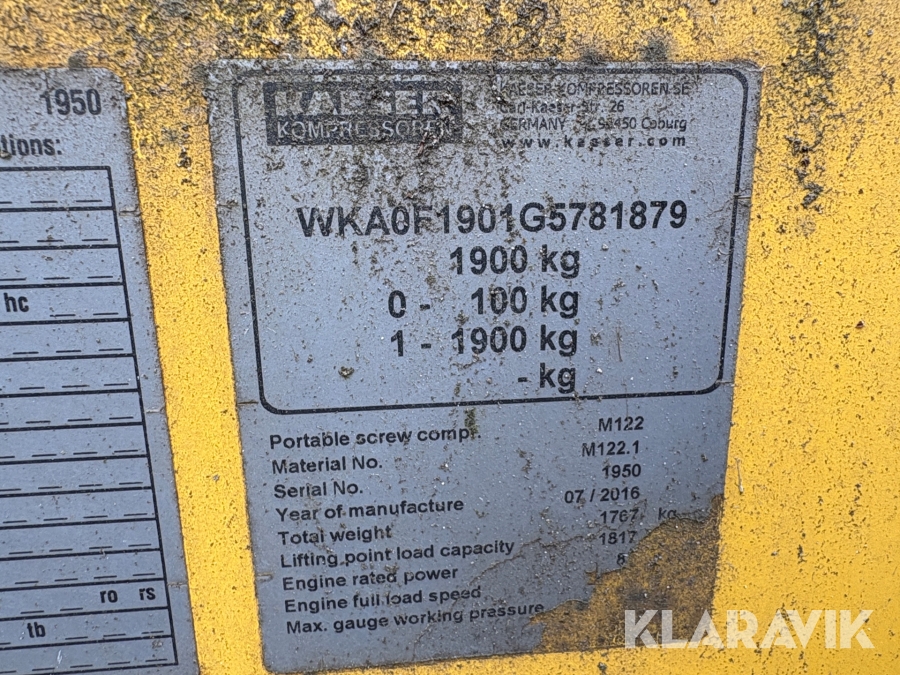 1950
tions:
hc
ro rs
tb
KAESER
KOMPRESSOREN
KAESER KOMPRESSOREN SE
Carl-Kaeser-Str. 26
GERMANY 96450 Coburg
www.kaeser.com
WKA0F1901G5781879
1900 kg
0 - 100 kg
1 - 1900 kg
- kg
Portable screw compr. M122
Material No. M122.1
Serial No. 1950
Year of manufacture 07 / 2016
Total weight 1767 kg
Lifting point load capacity 1817
Engine rated power
Engine full load speed
Max. gauge working pressure
KLARAVIK